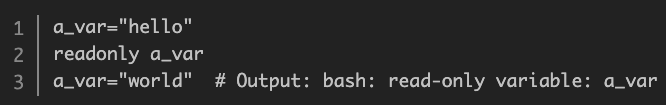 1 a_var="hello"
2 readonly a_var
3 a_var="world"  # Output: bash: read-only variable: a_var